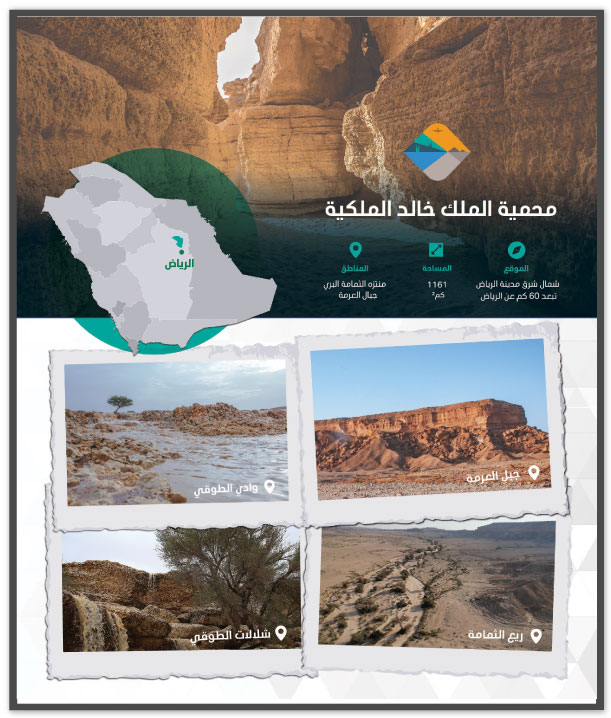 محمية الملك خالد الملكية
الموقع
شمال شرق مدينة الرياض
تبعد 60 كم عن الرياض
المساحة
1161
كم²
المناطق
منتزه الثمامة البري
جبال العرمة
الرياض
جبل العرمة
وادي الطوقي
ريع الثمامة
شلالات الطوقي